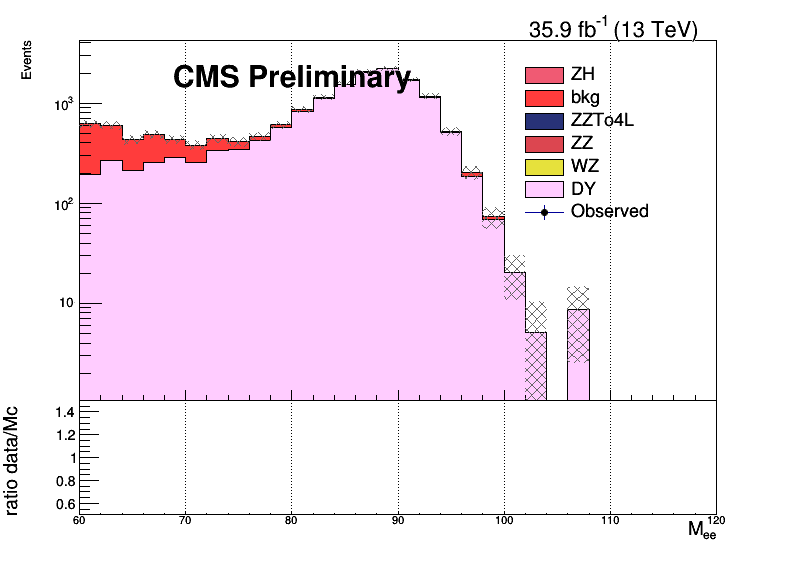 35.9 fb⁻¹ (13 TeV)
Events
CMS Preliminary
ZH
bkg
ZZTo4L
ZZ
WZ
DY
Observed
10³
10²
10
ratio data/Mc
1.4
1.2
1
0.8
0.6
60 70 80 90 100 110 120
M_ee